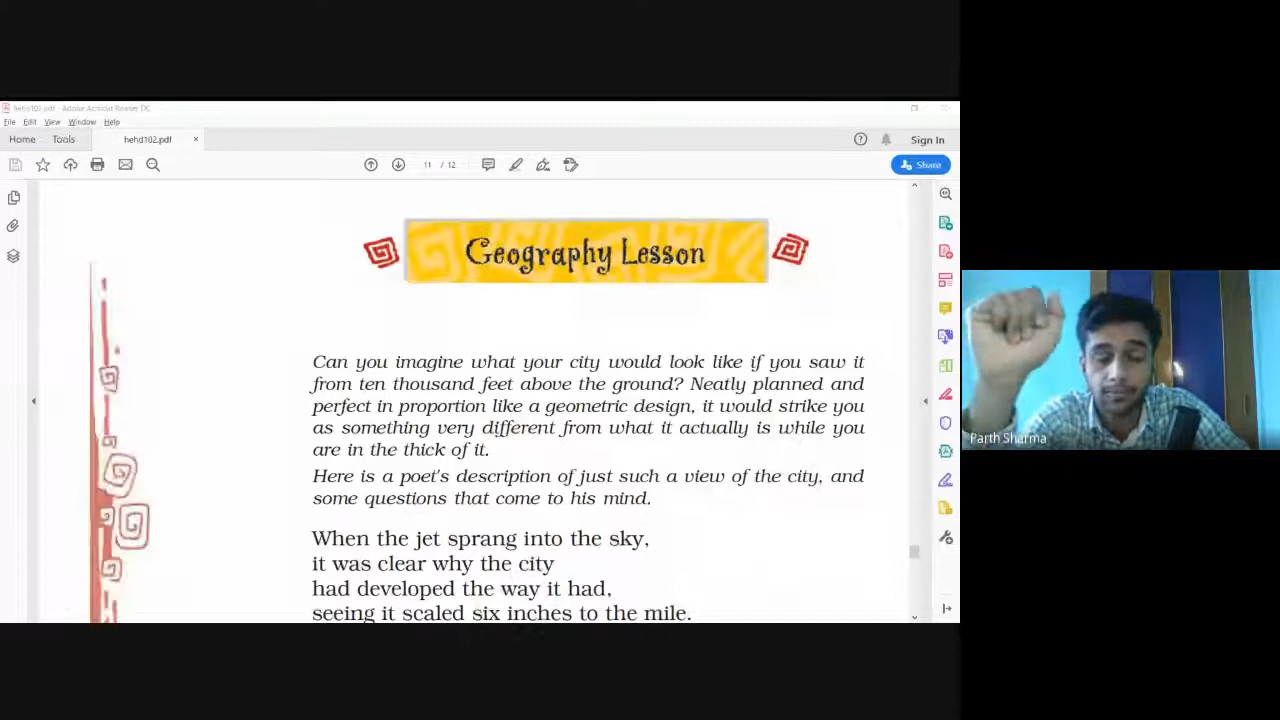 hehd102.pdf - Adobe Acrobat Reader DC
File Edit View Window Help
Home Tools hehd102.pdf × Sign In
11 / 12 Share
Geography Lesson
Can you imagine what your city would look like if you saw it
from ten thousand feet above the ground? Neatly planned and
perfect in proportion like a geometric design, it would strike you
as something very different from what it actually is while you
are in the thick of it.
Here is a poet's description of just such a view of the city, and
some questions that come to his mind.
When the jet sprang into the sky,
it was clear why the city
had developed the way it had,
seeing it scaled six inches to the mile.
Parth Sharma